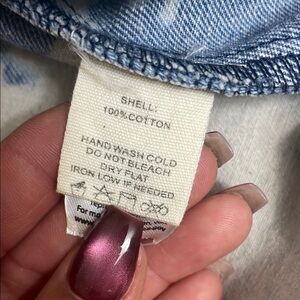 SHELL:
100% COTTON
HAND WASH COLD
DO NOT BLEACH
DRY FLAT
IRON LOW IF NEEDED